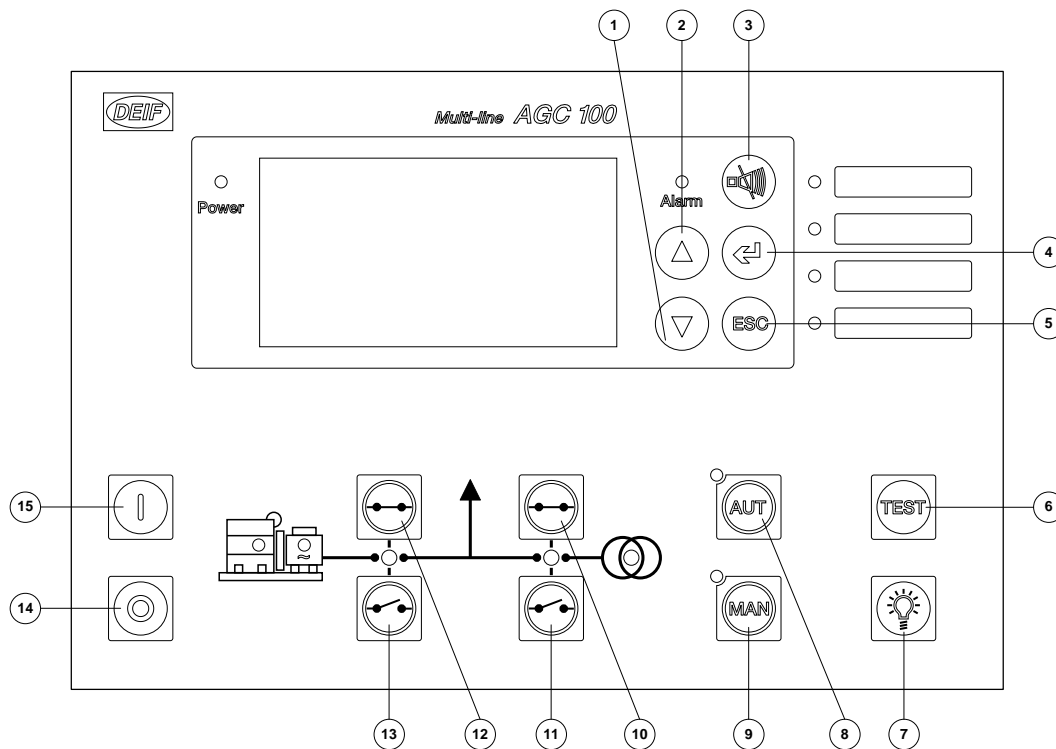 1 2 3
DEIF
Multi-line AGC 100
Power
Alarm
4
ESC
5
15
AUT
TEST
6
~
14
MAN
13 12 11 10 9 8 7